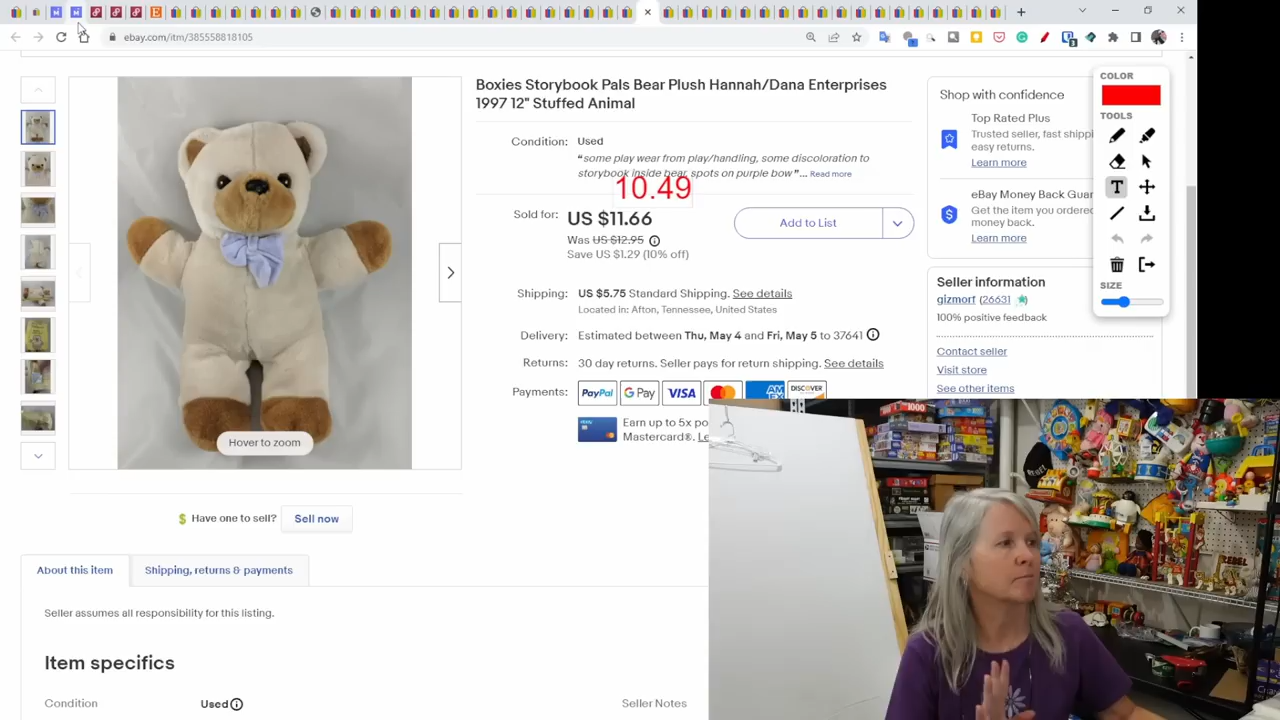 ebay.com/itm/385558818105
Boxies Storybook Pals Bear Plush Hannah/Dana Enterprises
1997 12" Stuffed Animal
Condition: Used
"some play wear from play/handling, some discoloration to
storybook inside bear, spots on purple bow"... Read more
10.49
Sold for: US $11.66
Was US $12.95
Save US $1.29 (10% off)
Add to List
Shipping: US $5.75 Standard Shipping. See details
Located in: Afton, Tennessee, United States
Delivery: Estimated between Thu, May 4 and Fri, May 5 to 37641
Returns: 30 day returns. Seller pays for return shipping. See details
Payments: PayPal G Pay VISA DISCOVER
Earn up to 5x po
Mastercard®. Le
Hover to zoom
Have one to sell? Sell now
About this item
Shipping, returns & payments
Seller assumes all responsibility for this listing.
Item specifics
Condition Used
Seller Notes
Shop with confidence
Top Rated Plus
Trusted seller, fast shippi
easy returns.
Learn more
eBay Money Back Guar
Get the item you ordered
money back.
Learn more
Seller information
gizmorf (26631)
100% positive feedback
Contact seller
Visit store
See other items
COLOR
TOOLS
T
SIZE